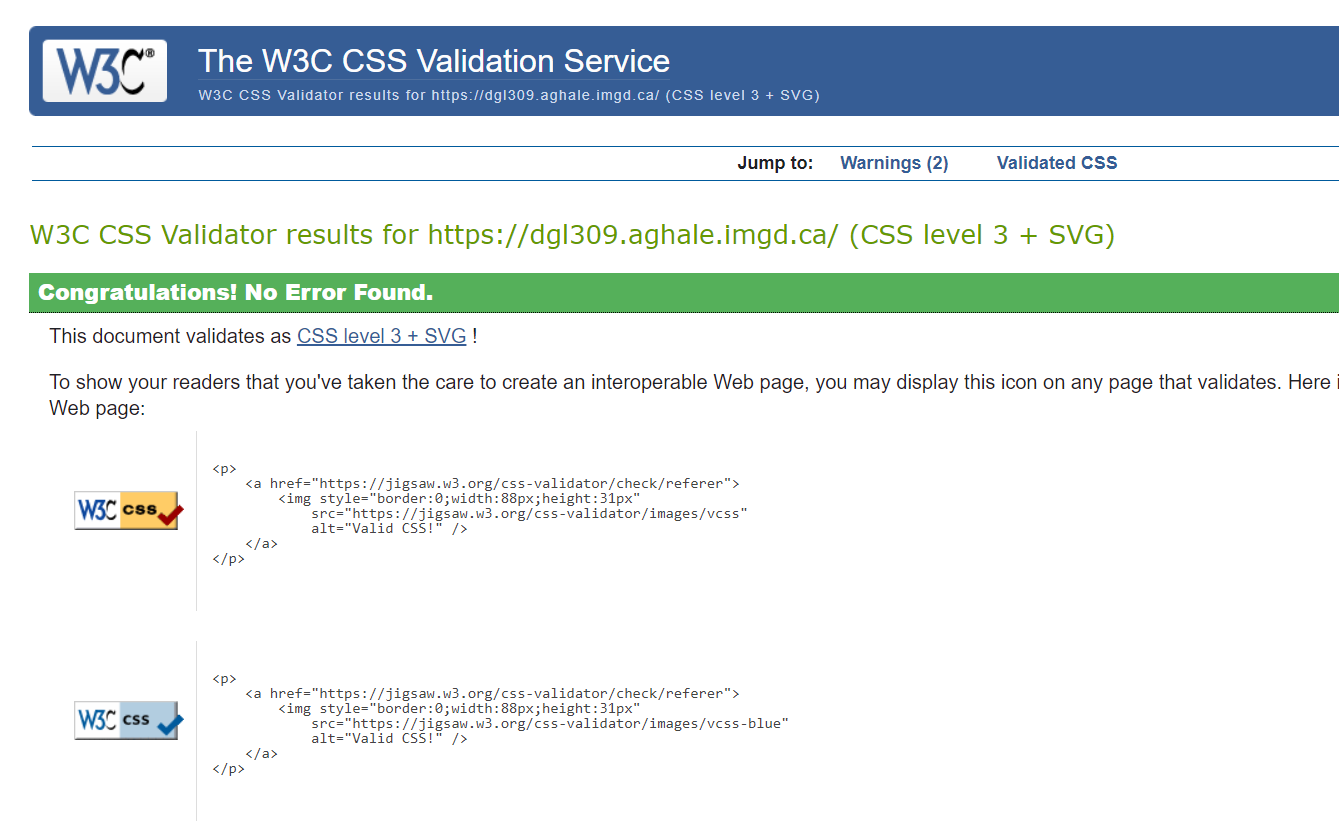 W3C®
The W3C CSS Validation Service
W3C CSS Validator results for https://dgl309.aghale.imgd.ca/ (CSS level 3 + SVG)
Jump to: Warnings (2) Validated CSS
W3C CSS Validator results for https://dgl309.aghale.imgd.ca/ (CSS level 3 + SVG)
Congratulations! No Error Found.
This document validates as CSS level 3 + SVG !
To show your readers that you've taken the care to create an interoperable Web page, you may display this icon on any page that validates. Here
Web page:
W3C css
<p>
    <a href="https://jigsaw.w3.org/css-validator/check/referer">
        <img style="border:0;width:88px;height:31px"
            src="https://jigsaw.w3.org/css-validator/images/vcss"
            alt="Valid CSS!" />
    </a>
</p>
W3C css
<p>
    <a href="https://jigsaw.w3.org/css-validator/check/referer">
        <img style="border:0;width:88px;height:31px"
            src="https://jigsaw.w3.org/css-validator/images/vcss-blue"
            alt="Valid CSS!" />
    </a>
</p>